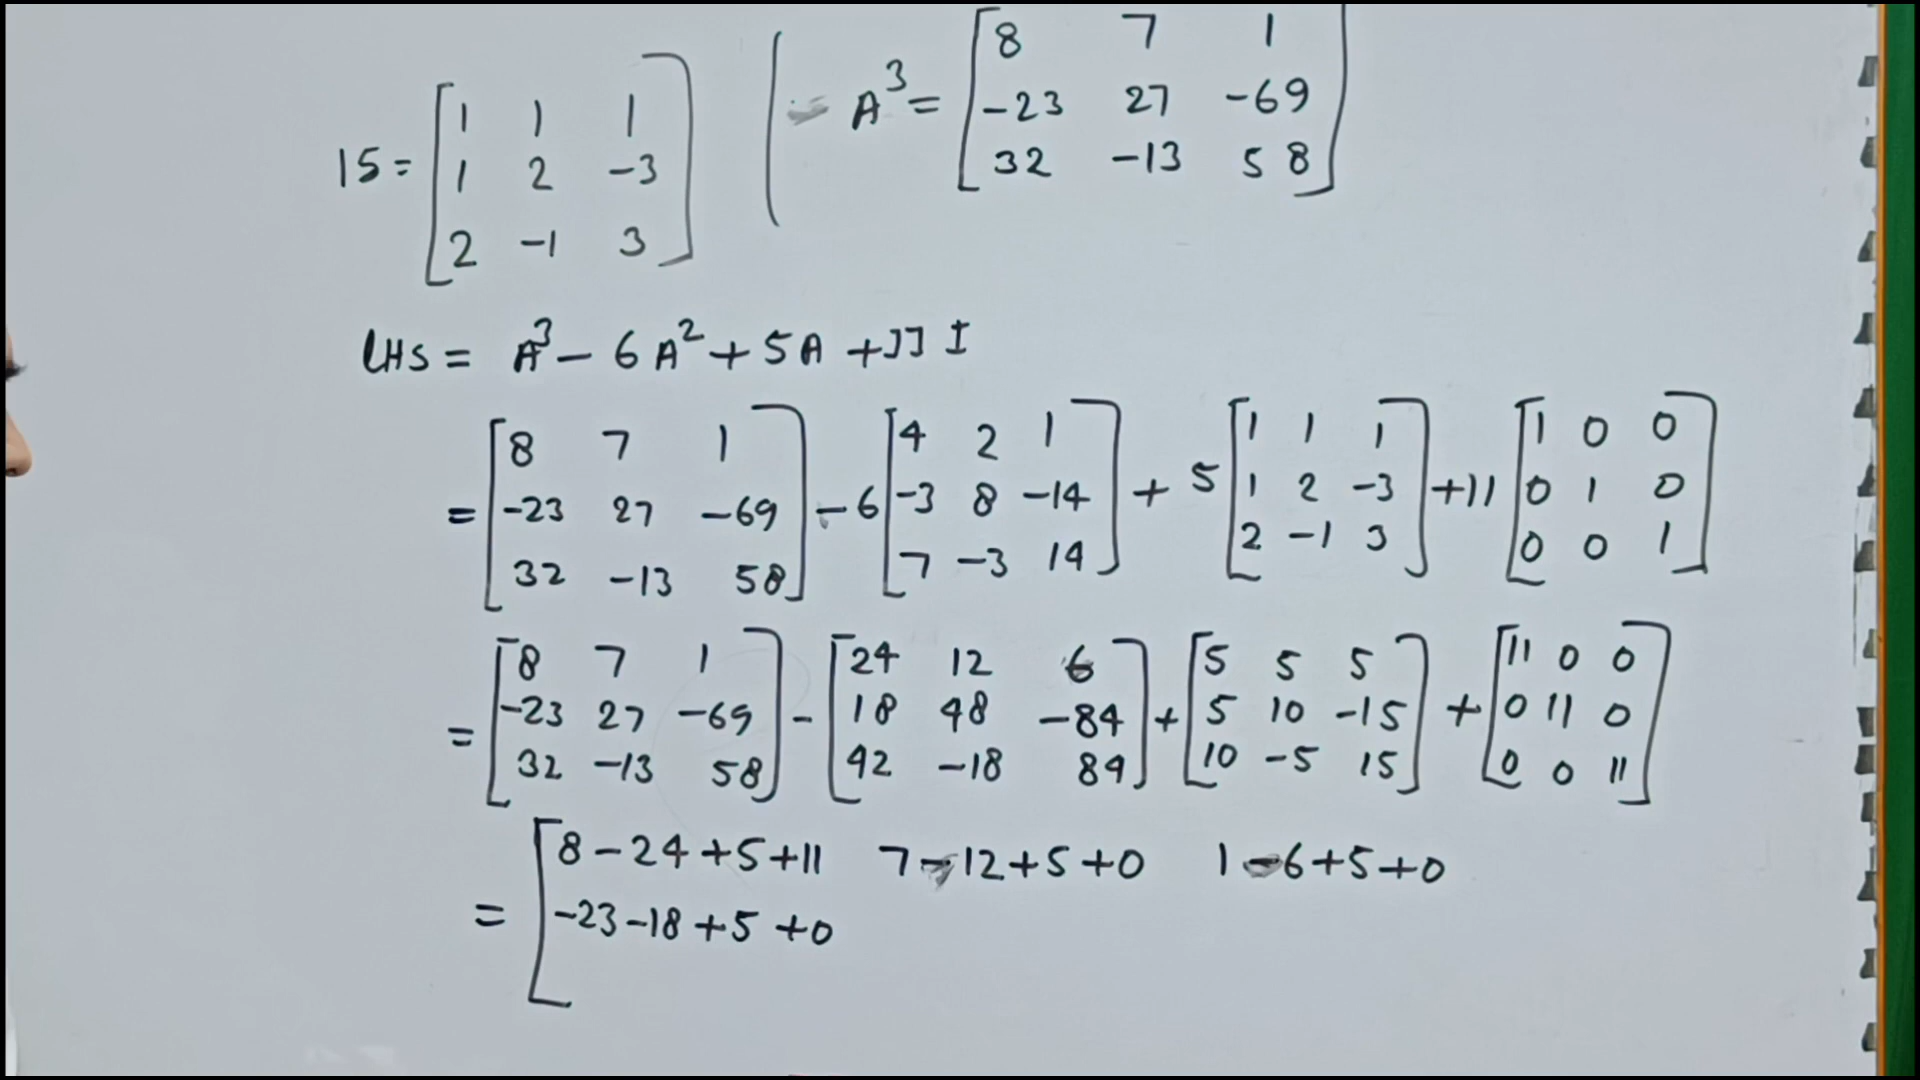 15 = [ 1 1 1
1 2 -3
2 -1 3 ]
A³ = [ 8 7 1
-23 27 -69
32 -13 58 ]
LHS = A³ - 6A² + 5A + 11 I
= [ 8 7 1 ] [ 4 2 1 ] [ 1 1 1 ] [ 1 0 0 ]
-23 27 -69 - 6 -3 8 -14 + 5 1 2 -3 + 11 0 1 0
32 -13 58 7 -3 14 2 -1 3 0 0 1
= [ 8 7 1 ] [ 24 12 6 ] [ 5 5 5 ] [ 11 0 0 ]
-23 27 -69 - 18 48 -84 + 5 10 -15 + 0 11 0
32 -13 58 42 -18 84 10 -5 15 0 0 11
= [ 8-24+5+11 7-12+5+0 1-6+5+0
-23-18+5+0